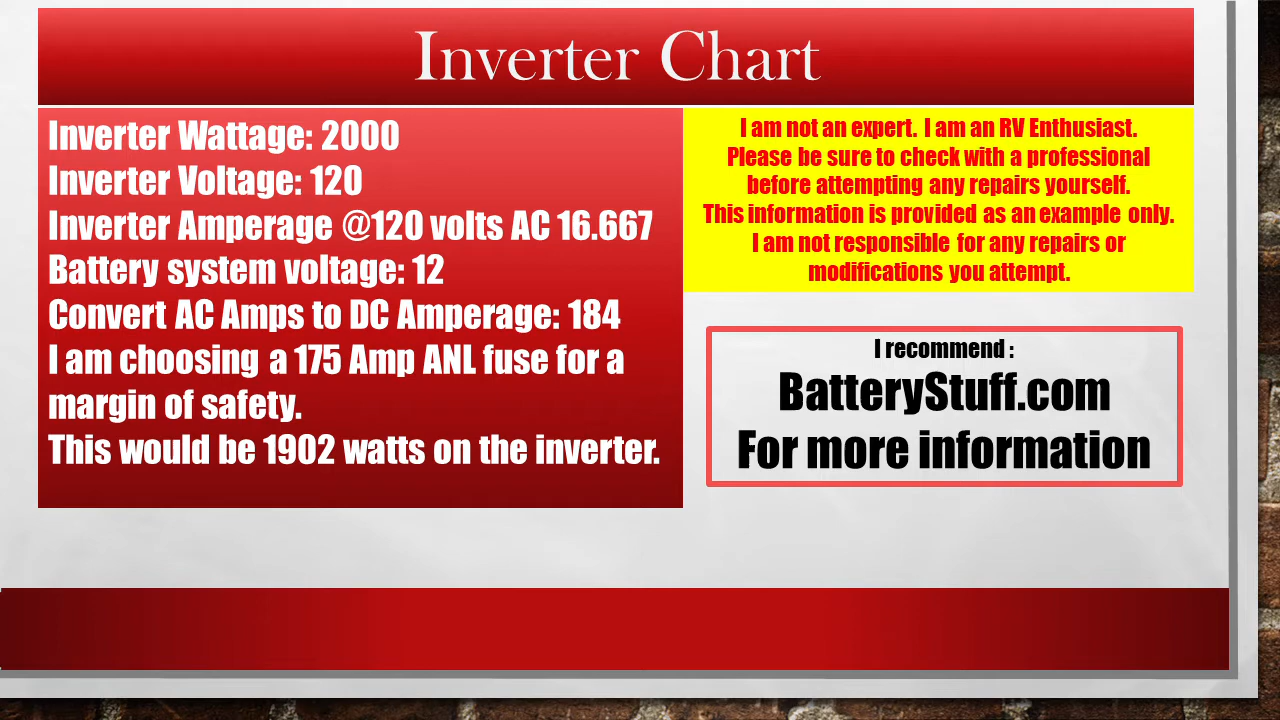 Inverter Chart
Inverter Wattage: 2000
Inverter Voltage: 120
Inverter Amperage @120 volts AC 16.667
Battery system voltage: 12
Convert AC Amps to DC Amperage: 184
I am choosing a 175 Amp ANL fuse for a
margin of safety.
This would be 1902 watts on the inverter.
I am not an expert. I am an RV Enthusiast.
Please be sure to check with a professional
before attempting any repairs yourself.
This information is provided as an example only.
I am not responsible for any repairs or
modifications you attempt.
I recommend :
BatteryStuff.com
For more information